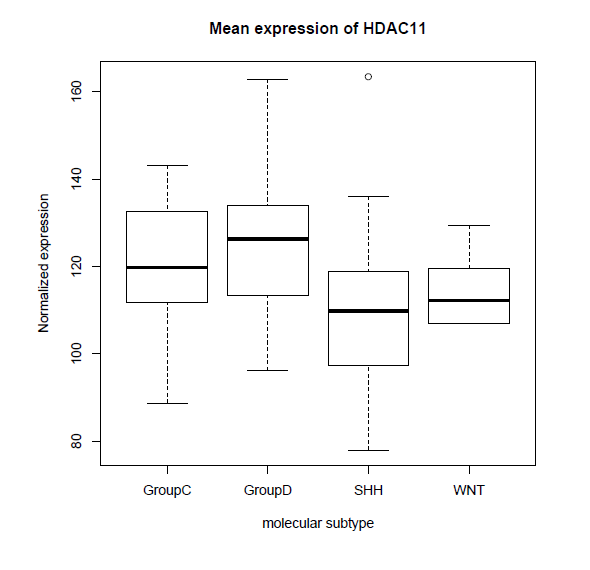 Mean expression of HDAC11
Normalized expression
160
140
120
100
80
GroupC GroupD SHH WNT
molecular subtype